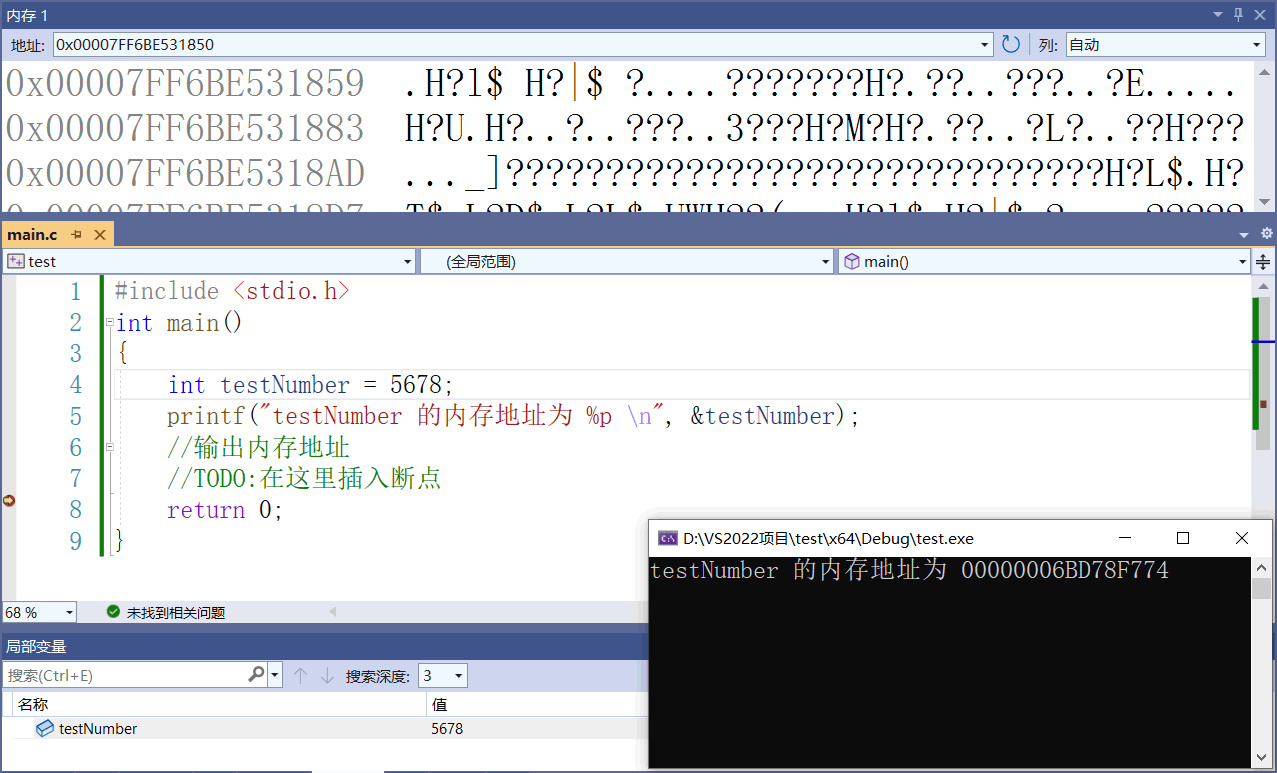 内存 1
地址: 0x00007FF6BE531850 列: 自动
0x00007FF6BE531859 .H?l$ H?|$ ?....???????H?.??..???..?E.....
0x00007FF6BE531883 H?U.H?..?..???..3???H?M?H?.??..?L?..??H???
0x00007FF6BE5318AD ..._]??????????????????????????????H?L$.H?
main.c
test (全局范围) main()
1 #include <stdio.h>
2 int main()
3 {
4 int testNumber = 5678;
5 printf("testNumber 的内存地址为 %p \n", &testNumber);
6 //输出内存地址
7 //TODO:在这里插入断点
8 return 0;
9 }
D:\VS2022项目\test\x64\Debug\test.exe
testNumber 的内存地址为 00000006BD78F774
68 % 未找到相关问题
局部变量
搜索(Ctrl+E) 搜索深度: 3
名称 值
testNumber 5678